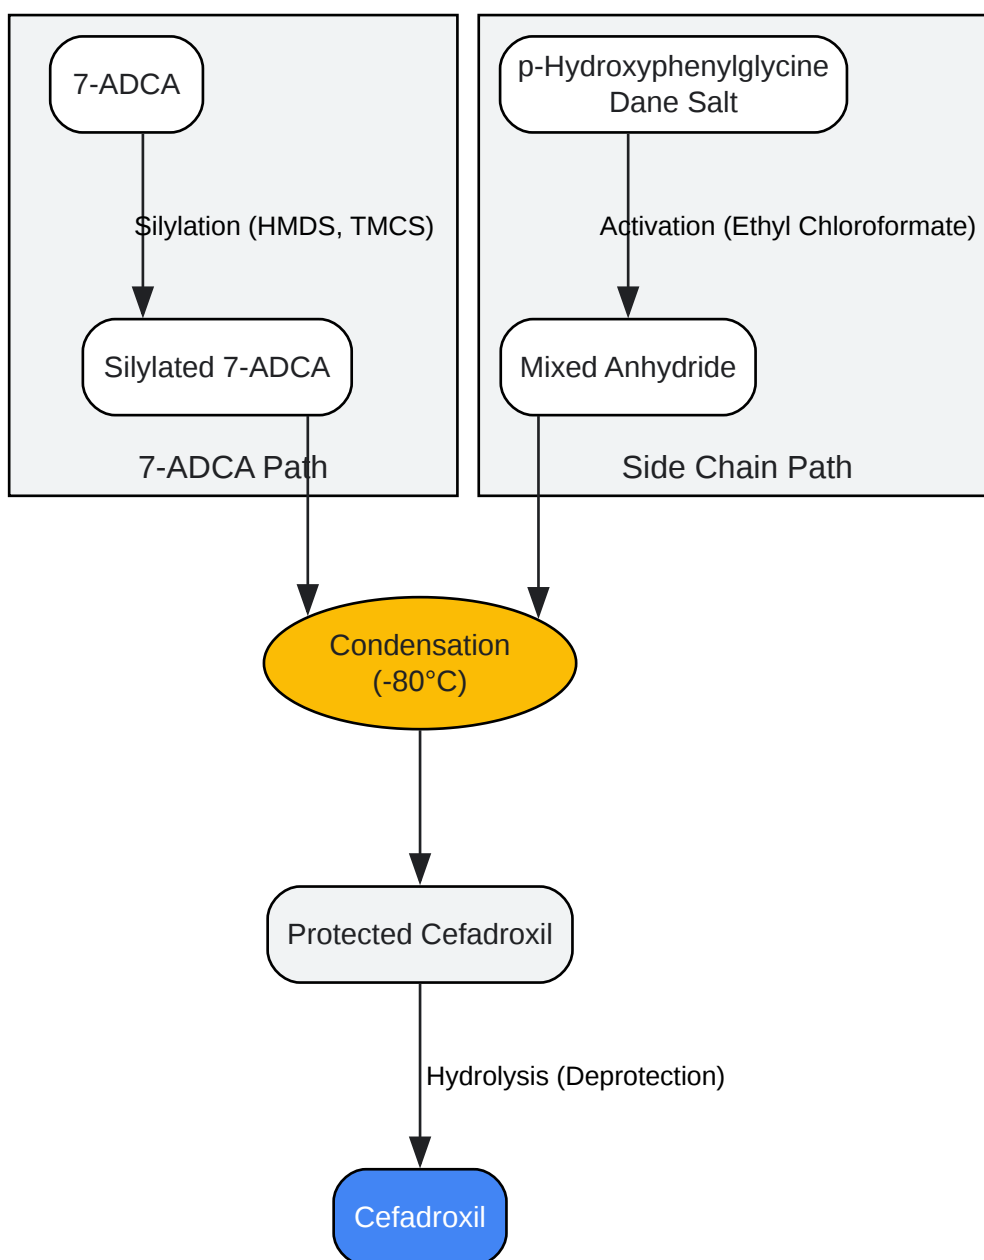 7-ADCA
Silylation (HMDS, TMCS)
Silylated 7-ADCA
7-ADCA Path
p-Hydroxyphenylglycine
Dane Salt
Activation (Ethyl Chloroformate)
Mixed Anhydride
Side Chain Path
Condensation
(-80°C)
Protected Cefadroxil
Hydrolysis (Deprotection)
Cefadroxil